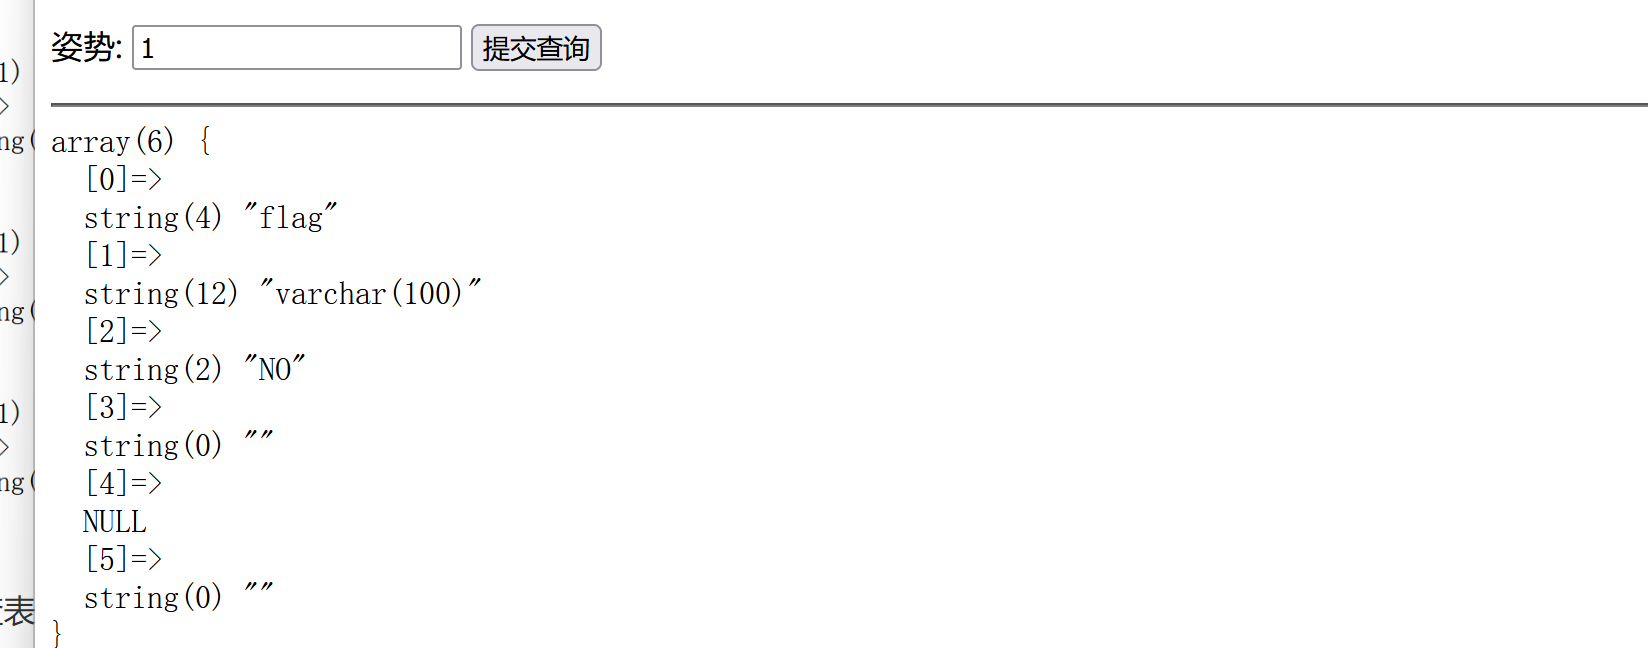 姿势: 1 提交查询
array(6) {
[0]=>
string(4) "flag"
[1]=>
string(12) "varchar(100)"
[2]=>
string(2) "NO"
[3]=>
string(0) ""
[4]=>
NULL
[5]=>
string(0) ""
}
1)
>
ng(
1)
>
ng(
1)
>
ng(
表